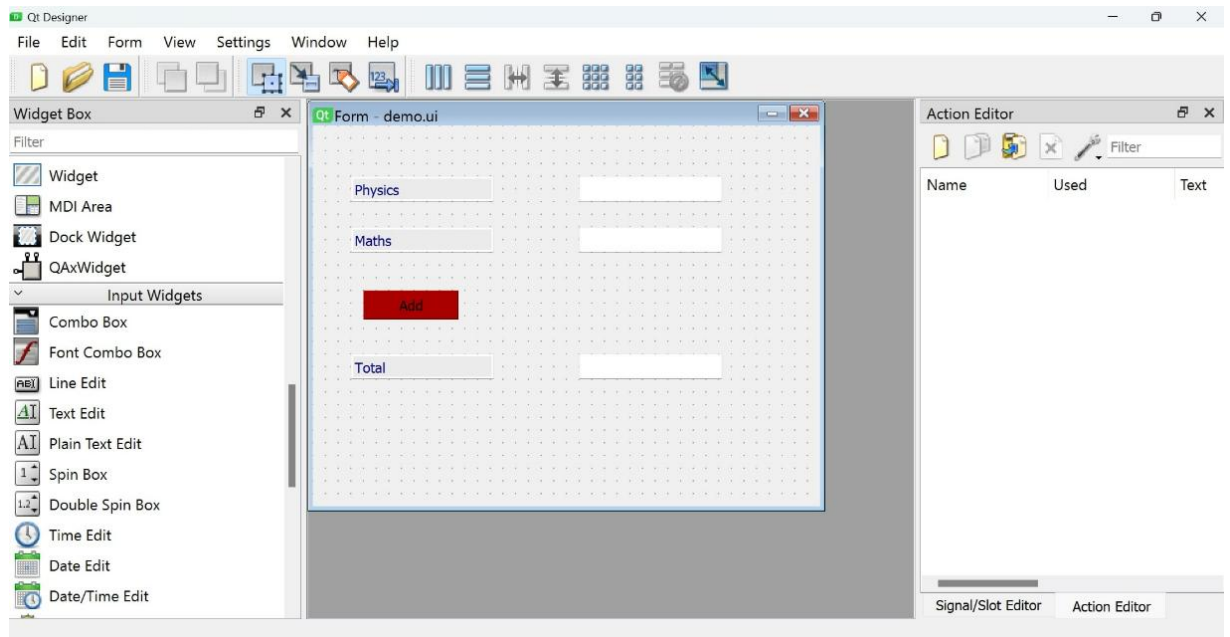 Qt Designer
File Edit Form View Settings Window Help
Widget Box
Filter
Widget
MDI Area
Dock Widget
QAxWidget
Input Widgets
Combo Box
Font Combo Box
Line Edit
Text Edit
Plain Text Edit
Spin Box
Double Spin Box
Time Edit
Date Edit
Date/Time Edit
Qt Form - demo.ui
Physics
Maths
Add
Total
Action Editor
Filter
Name Used Text
Signal/Slot Editor Action Editor